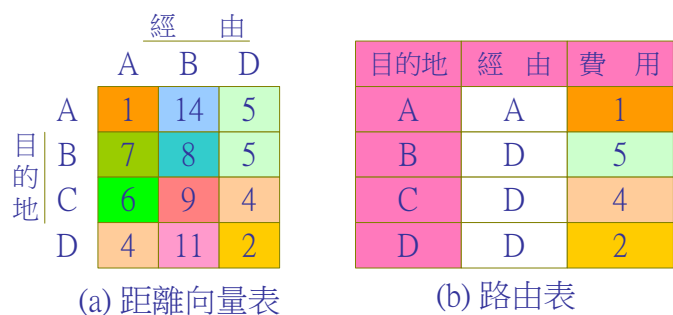 經 由
A B D
目的地
A 1 14 5
B 7 8 5
C 6 9 4
D 4 11 2
(a) 距離向量表
目的地 經 由 費 用
A A 1
B D 5
C D 4
D D 2
(b) 路由表